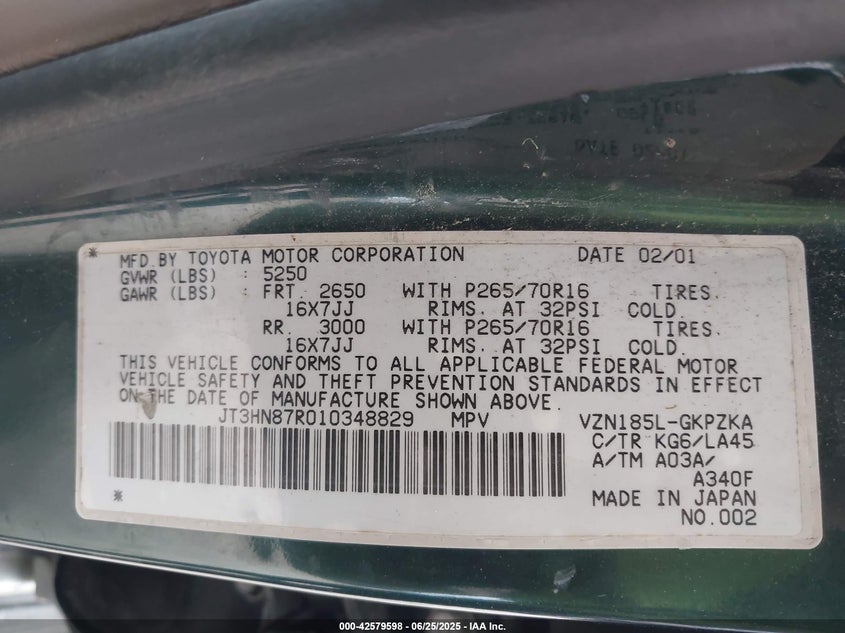 * MFD BY TOYOTA MOTOR CORPORATION DATE 02/01
GVWR (LBS) : 5250
GAWR (LBS) : FRT. 2650 WITH P265/70R16 TIRES.
16X7JJ RIMS. AT 32PSI COLD.
RR. 3000 WITH P265/70R16 TIRES.
16X7JJ RIMS. AT 32PSI COLD.
THIS VEHICLE CONFORMS TO ALL APPLICABLE FEDERAL MOTOR
VEHICLE SAFETY AND THEFT PREVENTION STANDARDS IN EFFECT
ON THE DATE OF MANUFACTURE SHOWN ABOVE.
JT3HN87R010348829 MPV VZN185L-GKPZKA
C/TR KG6/LA45
A/TM A03A/
A340F
* MADE IN JAPAN
NO.002
000-42579598 - 06/25/2025 - IAA Inc.